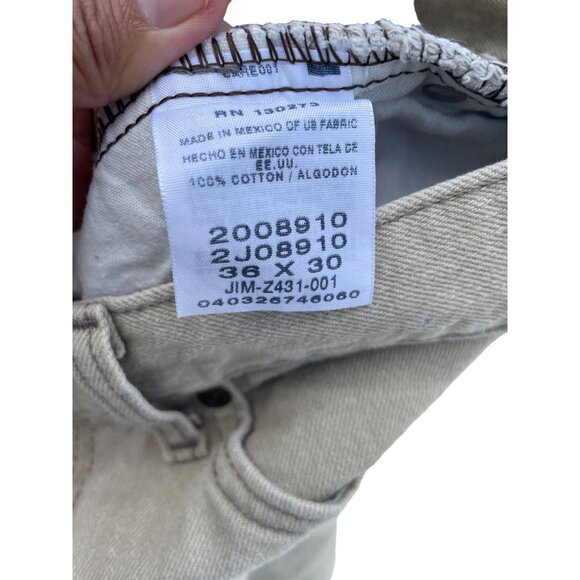 CARE001
RN 130273
MADE IN MEXICO OF US FABRIC
HECHO EN MEXICO CON TELA DE
EE.UU.
100% COTTON / ALGODON
2008910
2J08910
36 X 30
JIM-Z431-001
040326746060